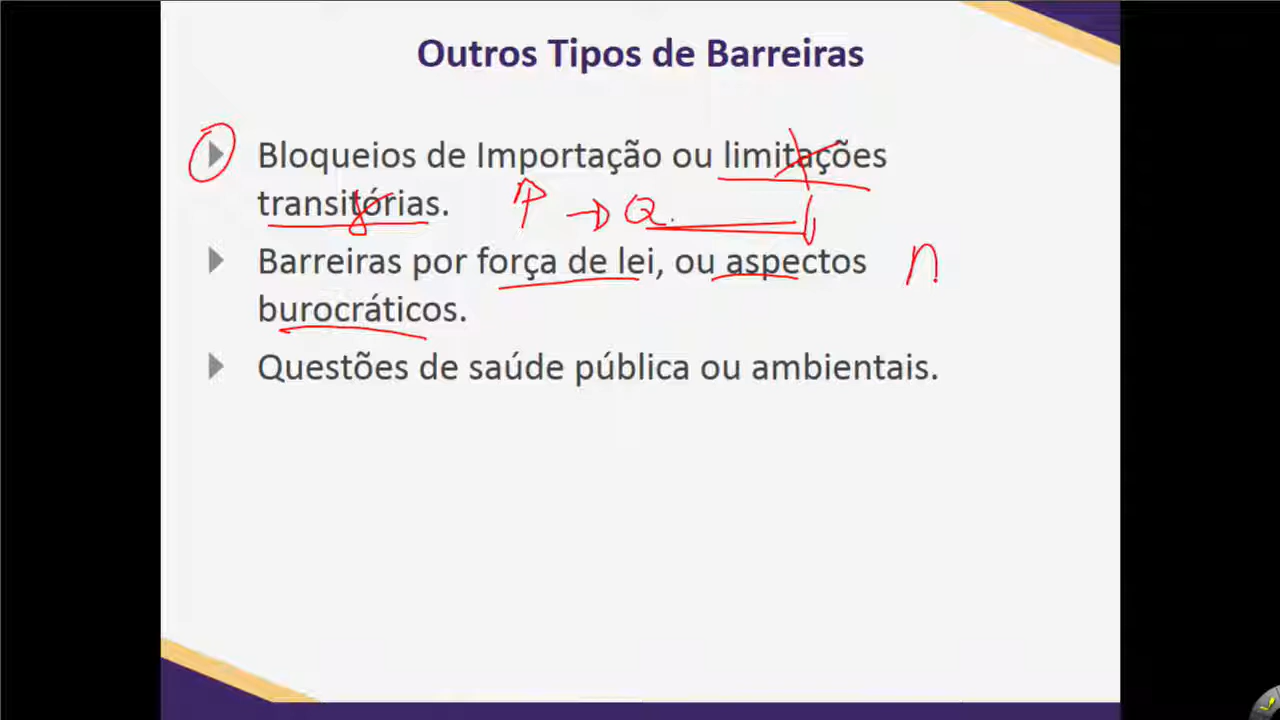 Outros Tipos de Barreiras
Bloqueios de Importação ou limitações
transitórias.
P → Q
Barreiras por força de lei, ou aspectos n
burocráticos.
Questões de saúde pública ou ambientais.